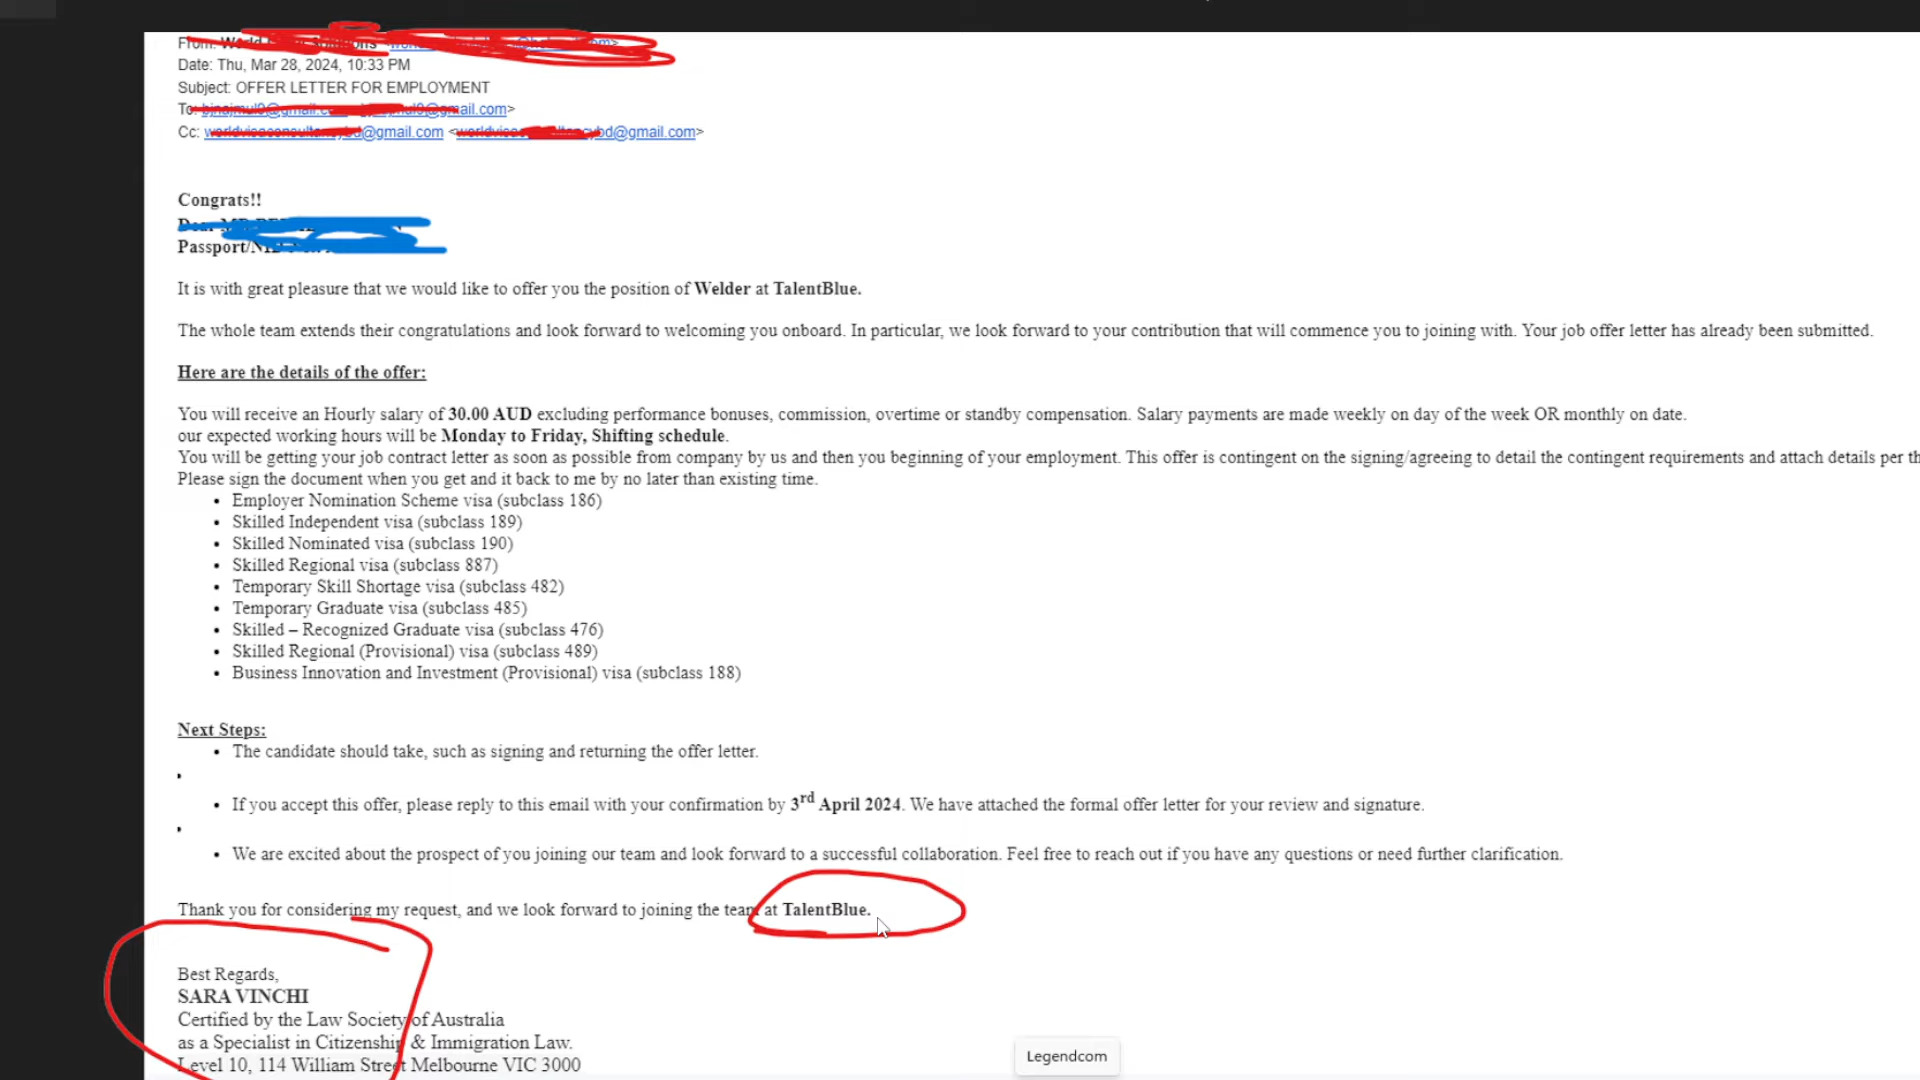 From: World
Date: Thu, Mar 28, 2024, 10:33 PM
Subject: OFFER LETTER FOR EMPLOYMENT
To: @gmail.com>
Cc: worldvisaconsultancybd@gmail.com <worldvisaconsultancybd@gmail.com>
Congrats!!
Dear
Passport/NID
It is with great pleasure that we would like to offer you the position of Welder at TalentBlue.
The whole team extends their congratulations and look forward to welcoming you onboard. In particular, we look forward to your contribution that will commence you to joining with. Your job offer letter has already been submitted.
Here are the details of the offer:
You will receive an Hourly salary of 30.00 AUD excluding performance bonuses, commission, overtime or standby compensation. Salary payments are made weekly on day of the week OR monthly on date.
our expected working hours will be Monday to Friday, Shifting schedule.
You will be getting your job contract letter as soon as possible from company by us and then you beginning of your employment. This offer is contingent on the signing/agreeing to detail the contingent requirements and attach details per
Please sign the document when you get and it back to me by no later than existing time.
• Employer Nomination Scheme visa (subclass 186)
• Skilled Independent visa (subclass 189)
• Skilled Nominated visa (subclass 190)
• Skilled Regional visa (subclass 887)
• Temporary Skill Shortage visa (subclass 482)
• Temporary Graduate visa (subclass 485)
• Skilled – Recognized Graduate visa (subclass 476)
• Skilled Regional (Provisional) visa (subclass 489)
• Business Innovation and Investment (Provisional) visa (subclass 188)
Next Steps:
• The candidate should take, such as signing and returning the offer letter.
• If you accept this offer, please reply to this email with your confirmation by 3rd April 2024. We have attached the formal offer letter for your review and signature.
• We are excited about the prospect of you joining our team and look forward to a successful collaboration. Feel free to reach out if you have any questions or need further clarification.
Thank you for considering my request, and we look forward to joining the team at TalentBlue.
Best Regards,
SARA VINCHI
Certified by the Law Society of Australia
as a Specialist in Citizenship & Immigration Law.
Level 10, 114 William Street Melbourne VIC 3000
Legendcom